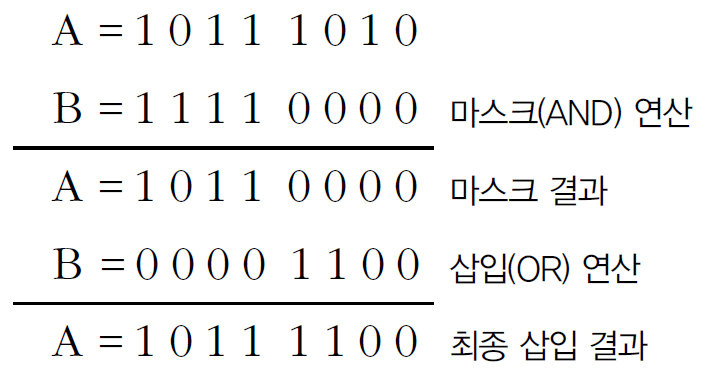 A = 1 0 1 1 1 0 1 0
B = 1 1 1 1 0 0 0 0 마스크(AND) 연산
A = 1 0 1 1 0 0 0 0 마스크 결과
B = 0 0 0 0 1 1 0 0 삽입(OR) 연산
A = 1 0 1 1 1 1 0 0 최종 삽입 결과